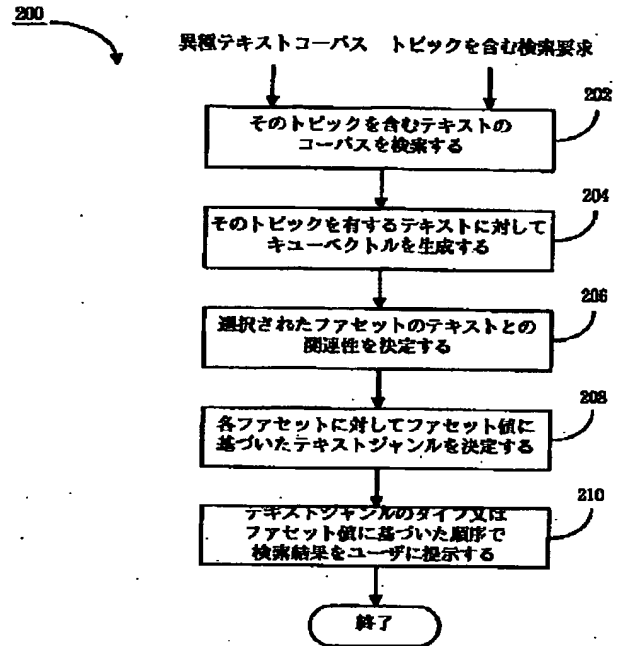 200
異種テキストコーパス トピックを含む検索要求
202
そのトピックを含むテキストの
コーパスを検索する
204
そのトピックを有するテキストに対して
キューベクトルを生成する
206
選択されたファセットのテキストとの
関連性を決定する
208
各ファセットに対してファセット値に
基づいたテキストジャンルを決定する
210
テキストジャンルのタイプ又は
ファセット値に基づいた順序で
検索結果をユーザに提示する
終了